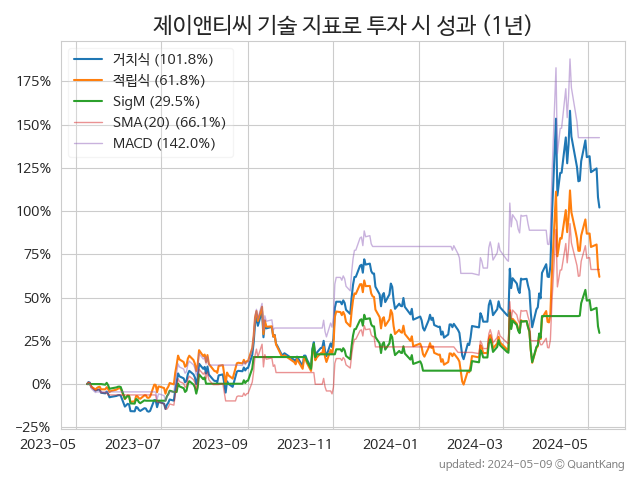 제이앤티씨 기술 지표로 투자 시 성과 (1년)
거치식 (101.8%)
적립식 (61.8%)
SigM (29.5%)
SMA(20) (66.1%)
MACD (142.0%)
175%
150%
125%
100%
75%
50%
25%
0%
−25%
2023-05 2023-07 2023-09 2023-11 2024-01 2024-03 2024-05
updated: 2024-05-09 © QuantKang